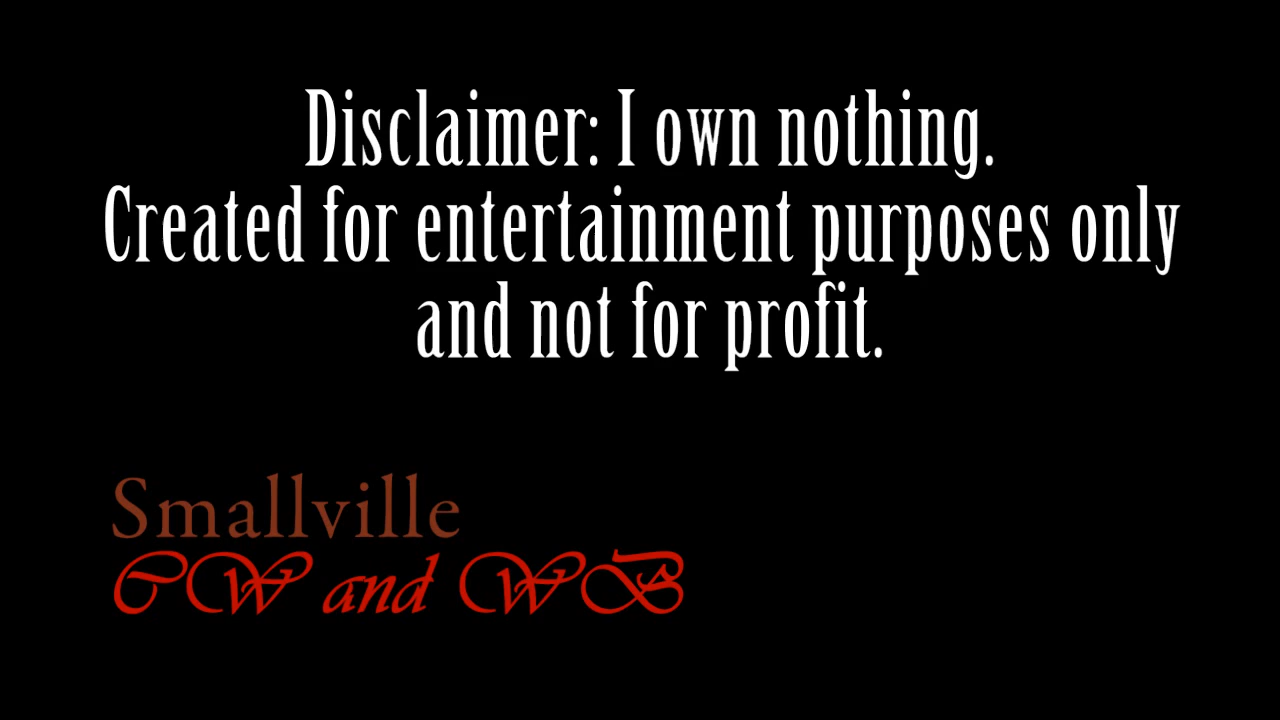 Disclaimer: I own nothing.
Created for entertainment purposes only
and not for profit.
Smallville
CW and WB